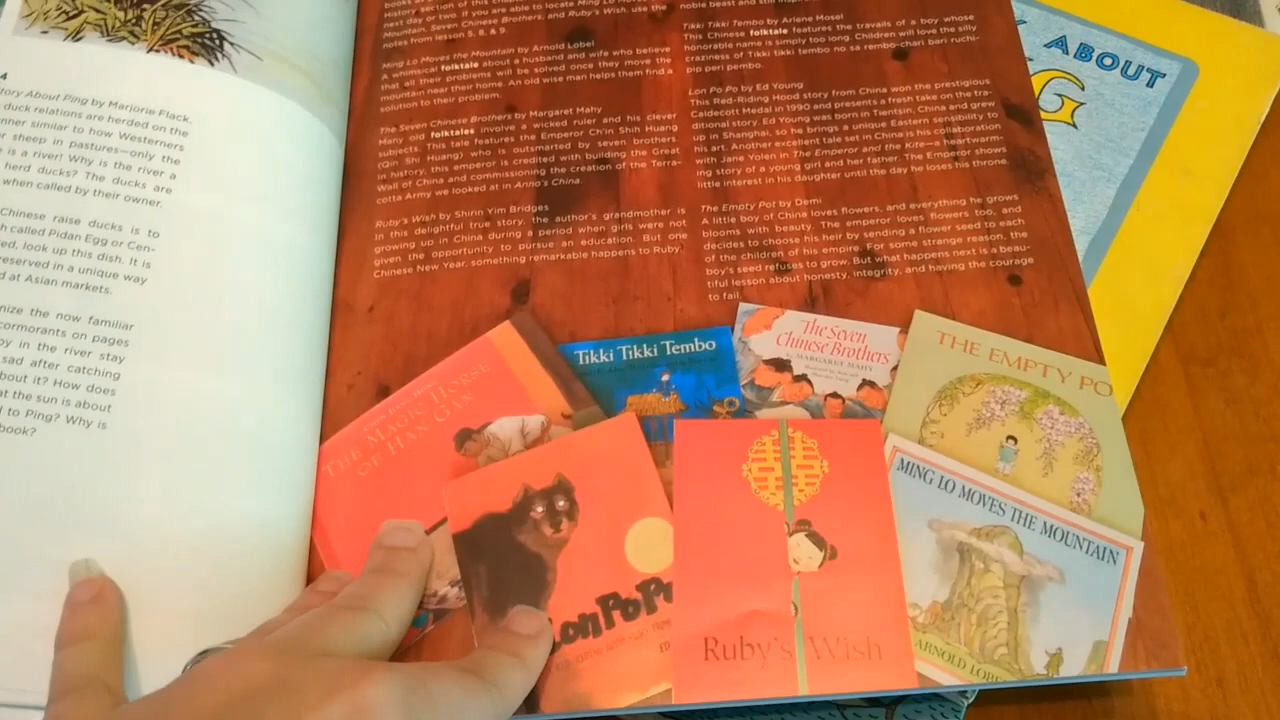 4
tory About Ping by Marjorie Flack,
duck relations are herded on the
nner similar to how Westerners
r sheep in pastures—only the
is a river! Why is the river a
herd ducks? The ducks are
when called by their owner.
Chinese raise ducks is to
h called Pidan Egg or Cen-
ed, look up this dish. It is
reserved in a unique way
d at Asian markets.
nize the now familiar
cormorants on pages
oy in the river stay
sad after catching
bout it? How does
at the sun is about
l to Ping? Why is
book?
History section of this
next day or two. If you are able to locate Ming Lo Moves
Mountain, Seven Chinese Brothers, and Ruby's Wish, use the
notes from lesson 5, 8, & 9.
Ming Lo Moves the Mountain by Arnold Lobel
A whimsical folktale about a husband and wife who believe
that all their problems will be solved once they move the
mountain near their home. An old wise man helps them find a
solution to their problem.
The Seven Chinese Brothers by Margaret Mahy
Many old folktales involve a wicked ruler and his clever
subjects. This tale features the Emperor Ch'in Shih Huang
(Qin Shi Huang) who is outsmarted by seven brothers
In history, this emperor is credited with building the Great
Wall of China and commissioning the creation of the Terra-
cotta Army we looked at in Anno's China.
Ruby's Wish by Shirin Yim Bridges
In this delightful true story, the author's grandmother is
growing up in China during a period when girls were not
given the opportunity to pursue an education. But one
Chinese New Year, something remarkable happens to Ruby.
noble beast and still
Tikki Tikki Tembo by Arlene Mosel
This Chinese folktale features the travails of a boy whose
honorable name is simply too long. Children will love the silly
craziness of Tikki tikki tembo no sa rembo-chari bari ruchi-
pip peri pembo.
Lon Po Po by Ed Young
This Red-Riding Hood story from China won the prestigious
Caldecott Medal in 1990 and presents a fresh take on the tra-
ditional story. Ed Young was born in Tientsin, China and grew
up in Shanghai, so he brings a unique Eastern sensibility to
his art. Another excellent tale set in China is his collaboration
with Jane Yolen in The Emperor and the Kite—a heartwarm-
ing story of a young girl and her father. The Emperor shows
little interest in his daughter until the day he loses his throne.
The Empty Pot by Demi
A little boy of China loves flowers, and everything he grows
blooms with beauty. The emperor loves flowers too, and
decides to choose his heir by sending a flower seed to each
of the children of his empire. For some strange reason, the
boy's seed refuses to grow. But what happens next is a beau-
tiful lesson about honesty, integrity, and having the courage
to fail.
THE MAGIC HORSE
OF HAN GAN
Tikki Tikki Tembo
The Seven
Chinese Brothers
by MARGARET MAHY
THE EMPTY PO
Lon Po Po
ED
Ruby's Wish
MING LO MOVES THE MOUNTAIN
ARNOLD LOBE
ABOUT
G